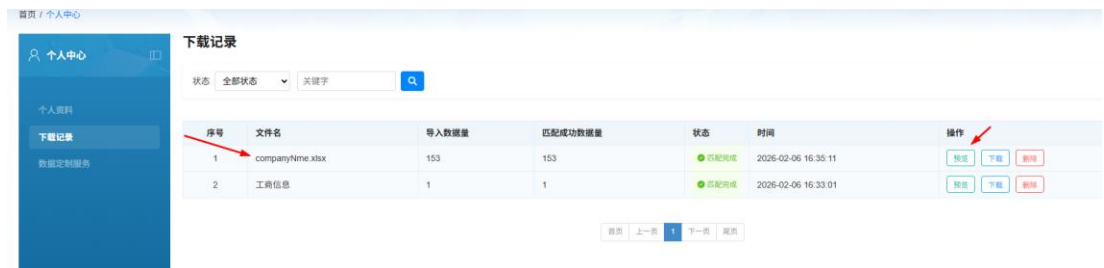 首页 / 个人中心
个人中心
个人资料
下载记录
数据定制服务
下载记录
状态 全部状态 关键字
序号 文件名 导入数据量 匹配成功数据量 状态 时间 操作
1 companyNme.xlsx 153 153 匹配完成 2026-02-06 16:35:11 预览 下载 删除
2 工商信息 1 1 匹配完成 2026-02-06 16:33:01 预览 下载 删除
首页 上一页 1 下一页 尾页